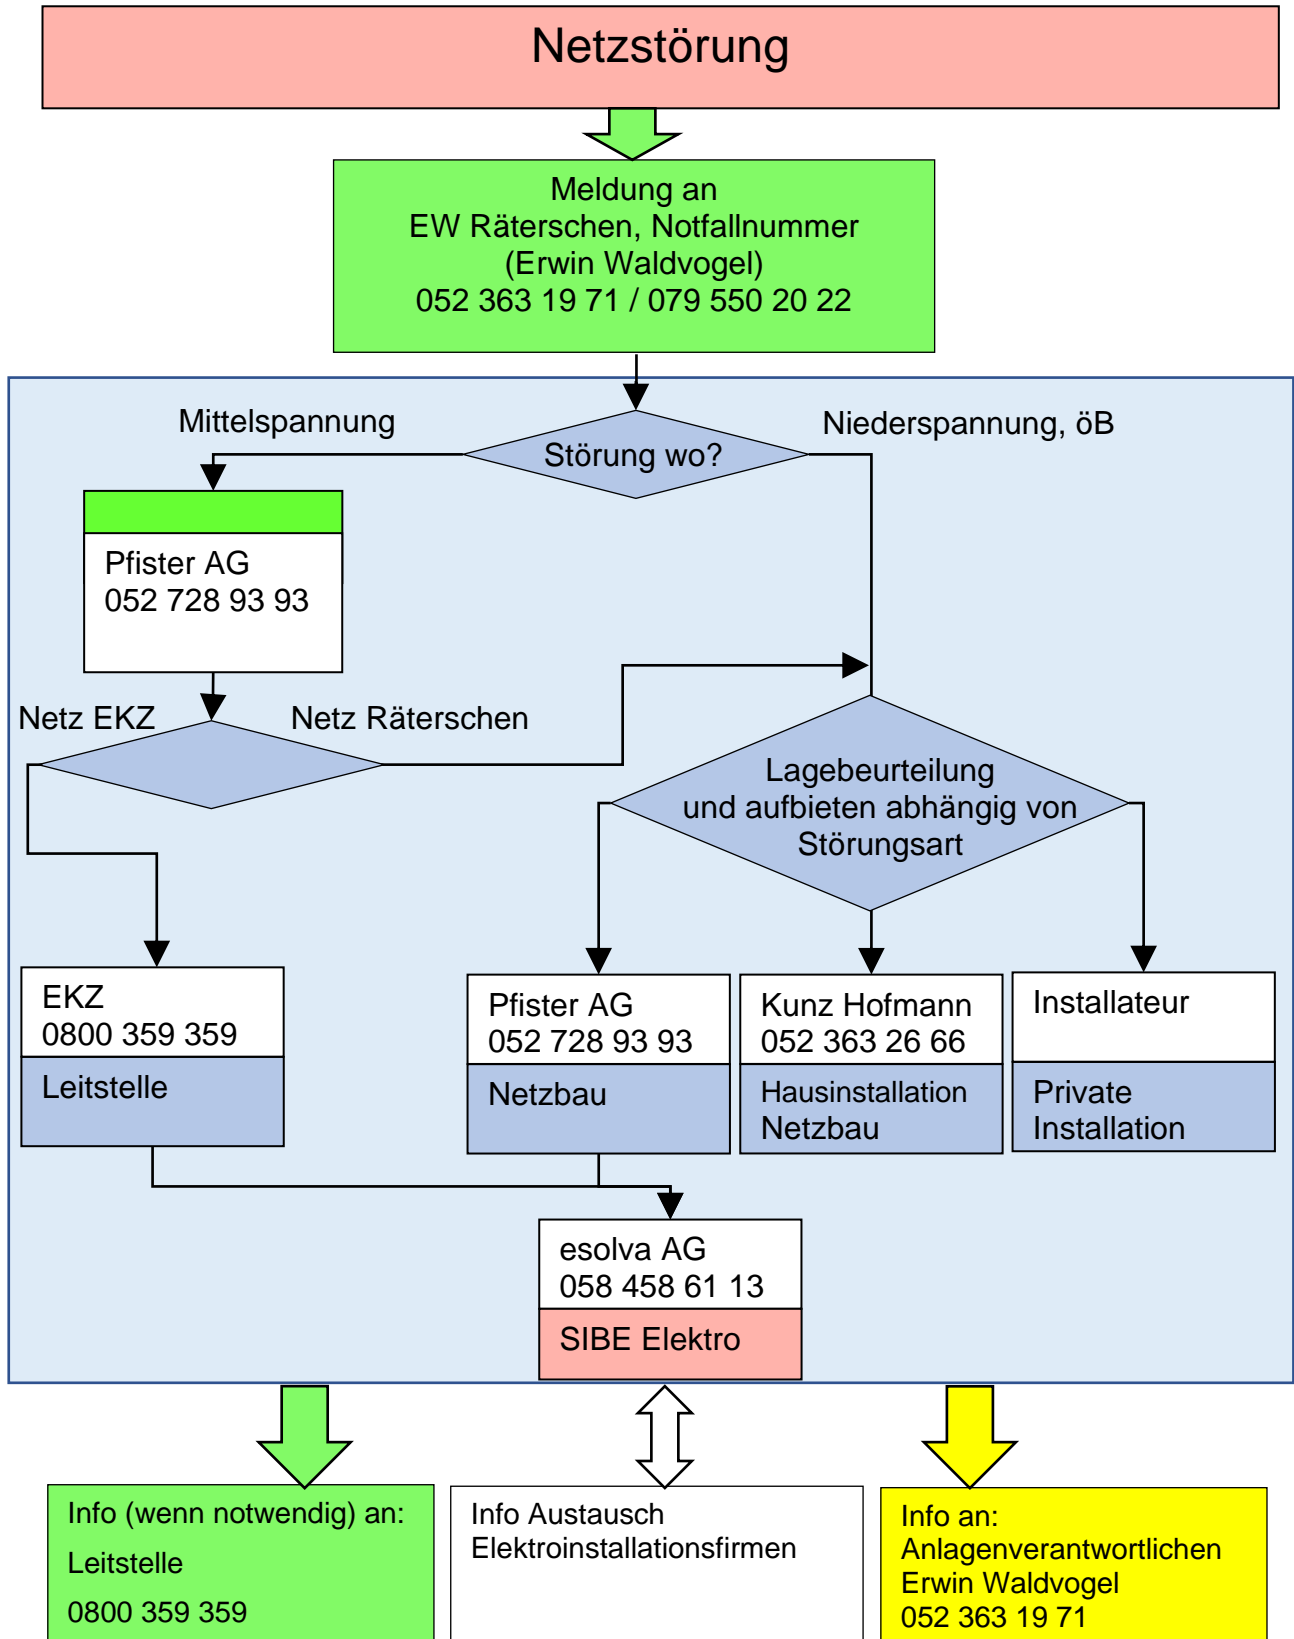 Netzstörung
Meldung an
EW Räterschen, Notfallnummer
(Erwin Waldvogel)
052 363 19 71 / 079 550 20 22
Mittelspannung
Störung wo?
Niederspannung, öB
Pfister AG
052 728 93 93
Netz EKZ
Netz Räterschen
Lagebeurteilung
und aufbieten abhängig von
Störungsart
EKZ
0800 359 359
Leitstelle
Pfister AG
052 728 93 93
Netzbau
Kunz Hofmann
052 363 26 66
Hausinstallation
Netzbau
Installateur
Private
Installation
esolva AG
058 458 61 13
SIBE Elektro
Info (wenn notwendig) an:
Leitstelle
0800 359 359
Info Austausch
Elektroinstallationsfirmen
Info an:
Anlagenverantwortlichen
Erwin Waldvogel
052 363 19 71